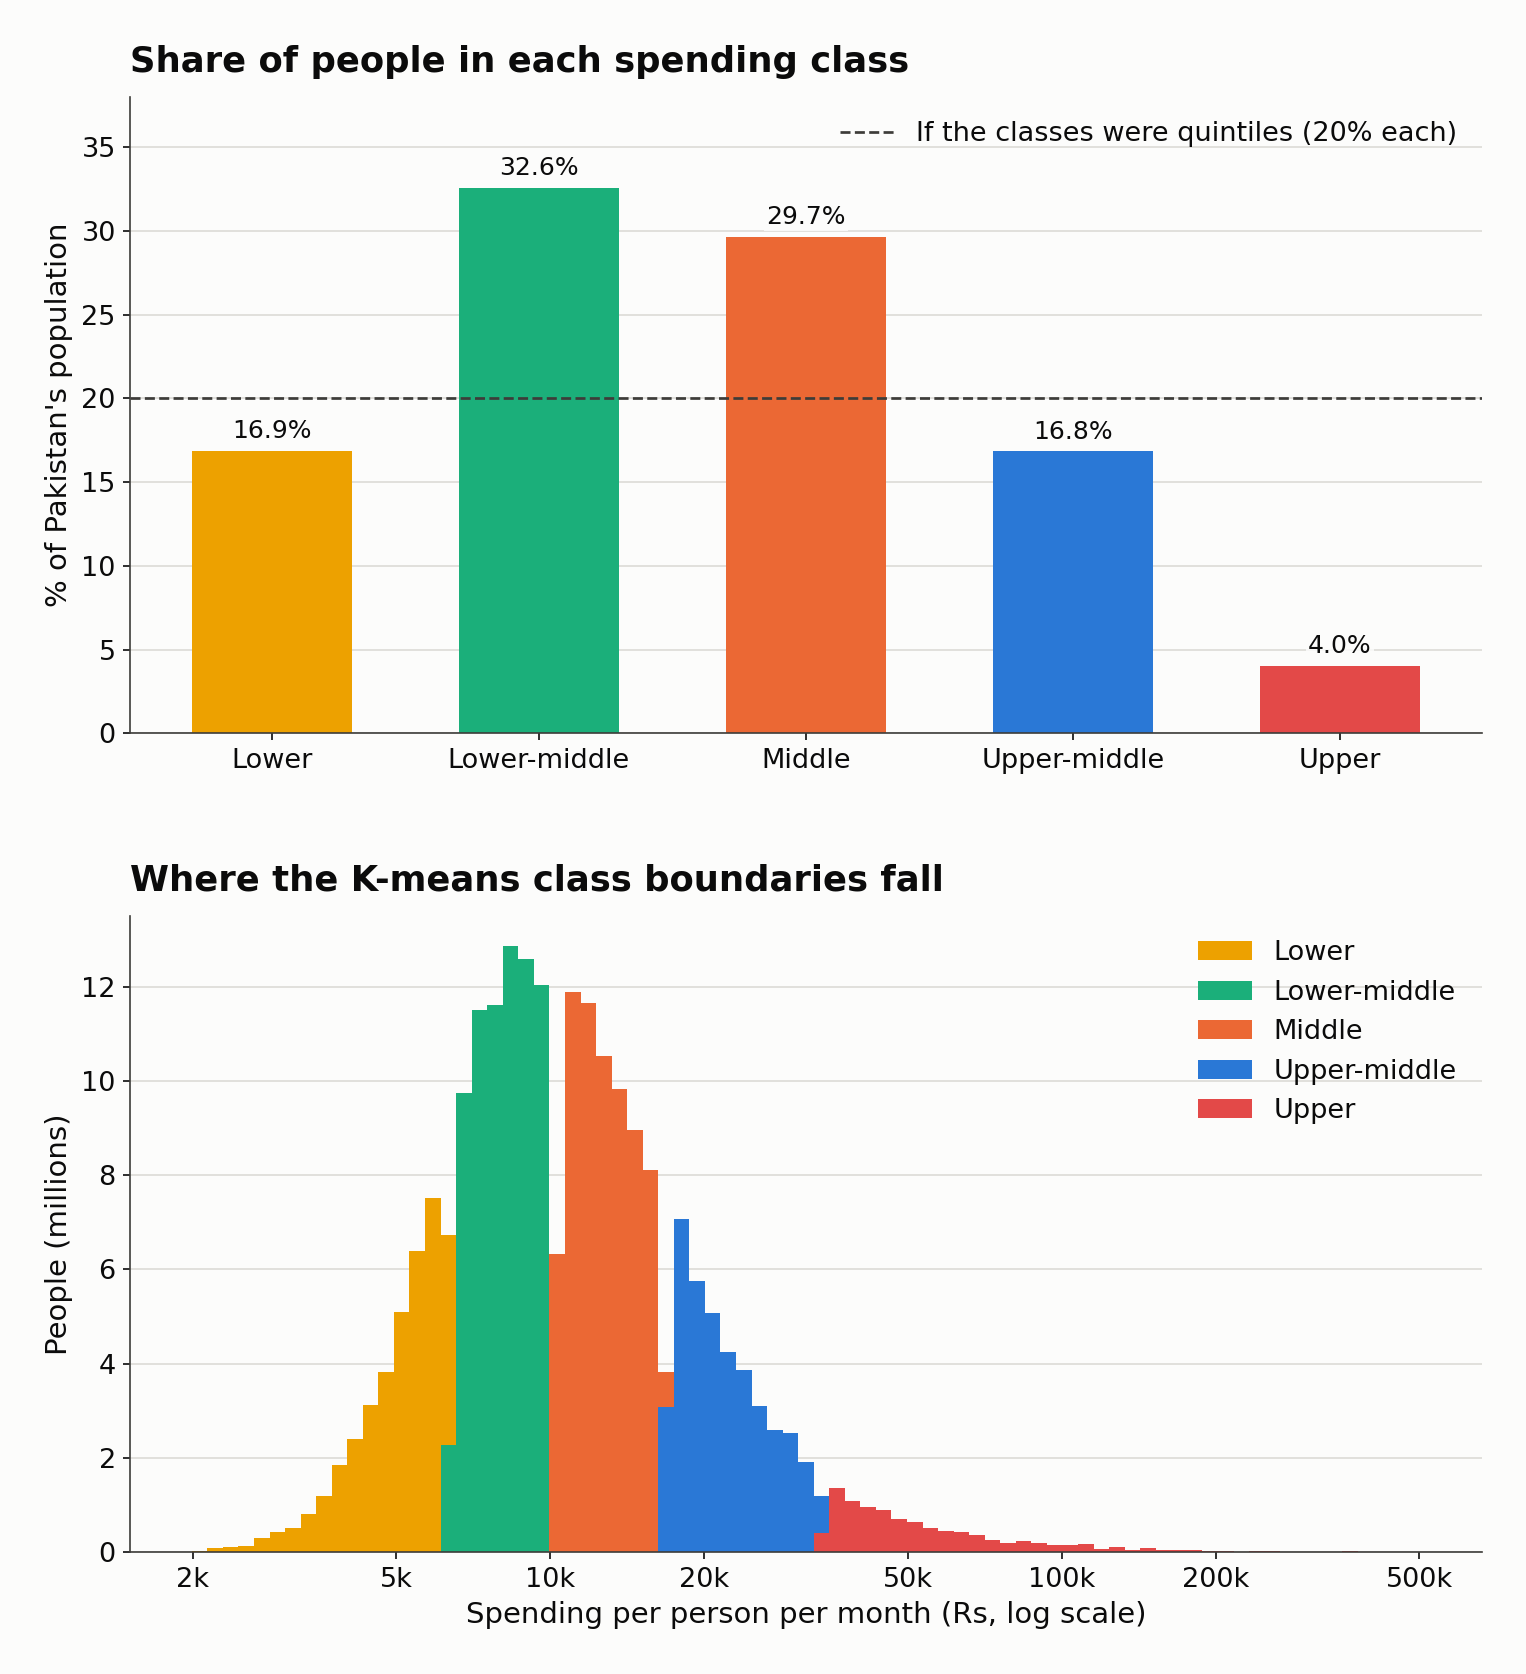 Share of people in each spending class
If the classes were quintiles (20% each)
% of Pakistan's population
35
30
25
20
15
10
5
0
16.9%
32.6%
29.7%
16.8%
4.0%
Lower
Lower-middle
Middle
Upper-middle
Upper
Where the K-means class boundaries fall
Lower
Lower-middle
Middle
Upper-middle
Upper
People (millions)
12
10
8
6
4
2
0
2k
5k
10k
20k
50k
100k
200k
500k
Spending per person per month (Rs, log scale)